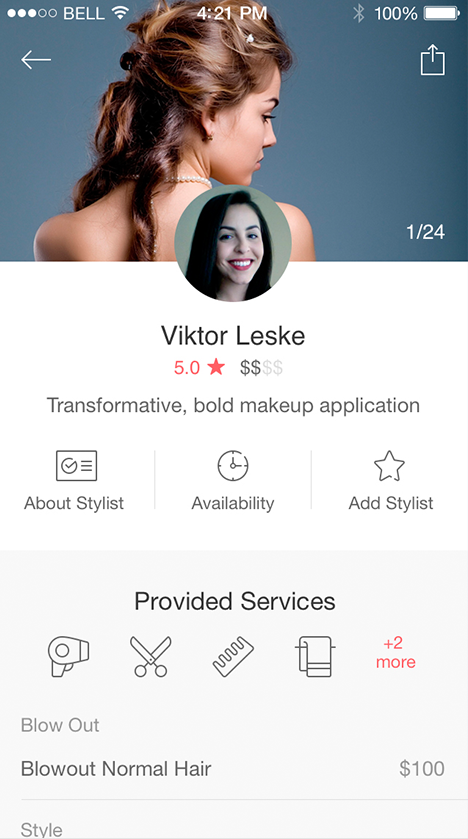 BELL 4:21 PM 100%
1/24
Viktor Leske
5.0 $$$$
Transformative, bold makeup application
About Stylist Availability Add Stylist
Provided Services
+2
more
Blow Out
Blowout Normal Hair $100
Style